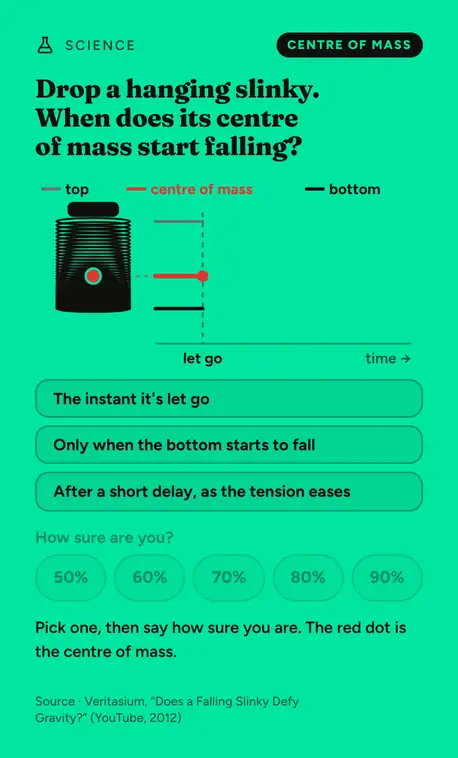 SCIENCE
CENTRE OF MASS
Drop a hanging slinky.
When does its centre
of mass start falling?
top
centre of mass
bottom
let go
time →
The instant it's let go
Only when the bottom starts to fall
After a short delay, as the tension eases
How sure are you?
50% 60% 70% 80% 90%
Pick one, then say how sure you are. The red dot is
the centre of mass.
Source · Veritasium, "Does a Falling Slinky Defy
Gravity?" (YouTube, 2012)